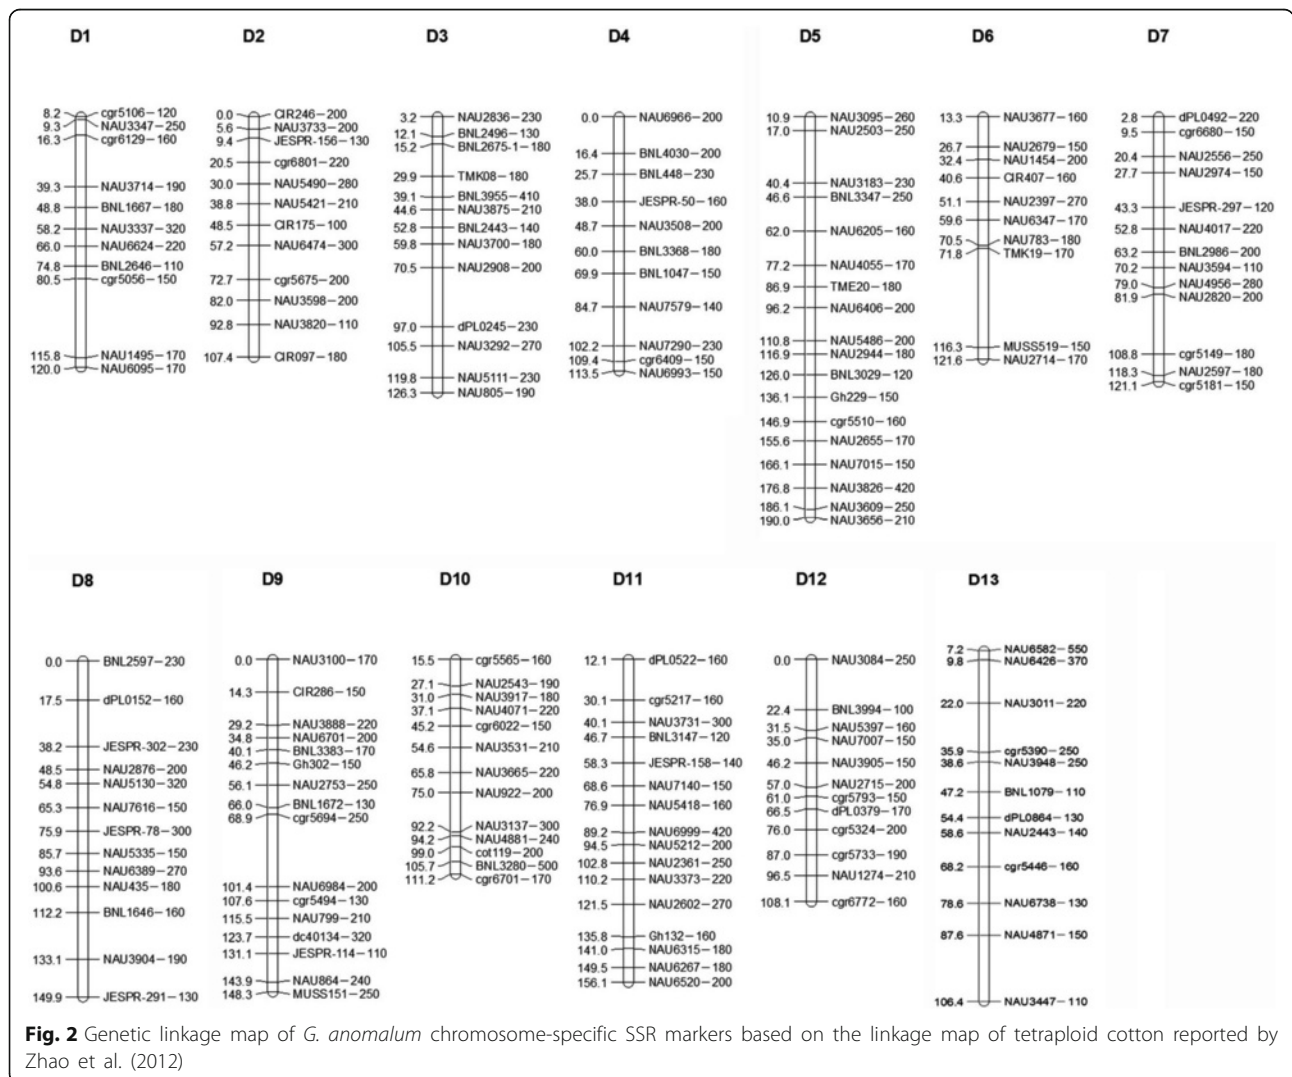 D1
8.2 cgr5106-120
9.3 NAU3347-250
16.3 cgr6129-160
39.3 NAU3714-190
48.8 BNL1667-180
58.2 NAU3337-320
66.0 NAU6624-220
74.8 BNL2646-110
80.5 cgr5056-150
115.8 NAU1495-170
120.0 NAU6095-170
D2
0.0 CIR246-200
5.6 NAU3733-200
9.4 JESPR-156-130
20.5 cgr6801-220
30.0 NAU5490-280
38.8 NAU5421-210
48.5 CIR175-100
57.2 NAU6474-300
72.7 cgr5675-200
82.0 NAU3598-200
92.8 NAU3820-110
107.4 CIR097-180
D3
3.2 NAU2836-230
12.1 BNL2496-130
15.2 BNL2675-1-180
29.9 TMK08-180
39.1 BNL3955-410
44.6 NAU3875-210
52.8 BNL2443-140
59.8 NAU3700-180
70.5 NAU2908-200
97.0 dPL0245-230
105.5 NAU3292-270
119.8 NAU5111-230
126.3 NAU805-190
D4
0.0 NAU6966-200
16.4 BNL4030-200
25.7 BNL448-230
38.0 JESPR-50-160
48.7 NAU3508-200
60.0 BNL3368-180
69.9 BNL1047-150
84.7 NAU7579-140
102.2 NAU7290-230
109.4 cgr6409-150
113.5 NAU6993-150
D5
10.9 NAU3095-260
17.0 NAU2503-250
40.4 NAU3183-230
46.6 BNL3347-250
62.0 NAU6205-160
77.2 NAU4055-170
86.9 TME20-180
96.2 NAU6406-200
110.8 NAU5486-200
116.9 NAU2944-180
126.0 BNL3029-120
136.1 Gh229-150
146.9 cgr5510-160
155.6 NAU2655-170
166.1 NAU7015-150
176.8 NAU3826-420
186.1 NAU3609-250
190.0 NAU3656-210
D6
13.3 NAU3677-160
26.7 NAU2679-150
32.4 NAU1454-200
40.6 CIR407-160
51.1 NAU2397-270
59.6 NAU6347-170
70.5 NAU783-180
71.8 TMK19-170
116.3 MUSS519-150
121.6 NAU2714-170
D7
2.8 dPL0492-220
9.5 cgr6680-150
20.4 NAU2556-250
27.7 NAU2974-150
43.3 JESPR-297-120
52.8 NAU4017-220
63.2 BNL2986-200
70.2 NAU3594-110
79.0 NAU4956-280
81.9 NAU2820-200
108.8 cgr5149-180
118.3 NAU2597-180
121.1 cgr5181-150
D8
0.0 BNL2597-230
17.5 dPL0152-160
38.2 JESPR-302-230
48.5 NAU2876-200
54.8 NAU5130-320
65.3 NAU7616-150
75.9 JESPR-78-300
85.7 NAU5335-150
93.6 NAU6389-270
100.6 NAU435-180
112.2 BNL1646-160
133.1 NAU3904-190
149.9 JESPR-291-130
D9
0.0 NAU3100-170
14.3 CIR286-150
29.2 NAU3888-220
34.8 NAU6701-200
40.1 BNL3383-170
46.2 Gh302-150
56.1 NAU2753-250
66.0 BNL1672-130
68.9 cgr5694-250
101.4 NAU6984-200
107.6 cgr5494-130
115.5 NAU799-210
123.7 dc40134-320
131.1 JESPR-114-110
143.9 NAU864-240
148.3 MUSS151-250
D10
15.5 cgr5565-160
27.1 NAU2543-190
31.0 NAU3917-180
37.1 NAU4071-220
45.2 cgr6022-150
54.6 NAU3531-210
65.8 NAU3665-220
75.0 NAU922-200
92.2 NAU3137-300
94.2 NAU4881-240
99.0 cot119-200
105.7 BNL3280-500
111.2 cgr6701-170
D11
12.1 dPL0522-160
30.1 cgr5217-160
40.1 NAU3731-300
46.7 BNL3147-120
58.3 JESPR-158-140
68.6 NAU7140-150
76.9 NAU5418-160
89.2 NAU6999-420
94.5 NAU5212-200
102.8 NAU2361-250
110.2 NAU3373-220
121.5 NAU2602-270
135.8 Gh132-160
141.0 NAU6315-180
149.5 NAU6267-180
156.1 NAU6520-200
D12
0.0 NAU3084-250
22.4 BNL3994-100
31.5 NAU5397-160
35.0 NAU7007-150
46.2 NAU3905-150
57.0 NAU2715-200
61.0 cgr5793-150
66.5 dPL0379-170
76.0 cgr5324-200
87.0 cgr5733-190
96.5 NAU1274-210
108.1 cgr6772-160
D13
7.2 NAU6582-550
9.8 NAU6426-370
22.0 NAU3011-220
35.9 cgr5390-250
38.6 NAU3948-250
47.2 BNL1079-110
54.4 dPL0864-130
58.6 NAU2443-140
68.2 cgr5446-160
78.6 NAU6738-130
87.6 NAU4871-150
106.4 NAU3447-110
Fig. 2 Genetic linkage map of G. anomalum chromosome-specific SSR markers based on the linkage map of tetraploid cotton reported by
Zhao et al. (2012)